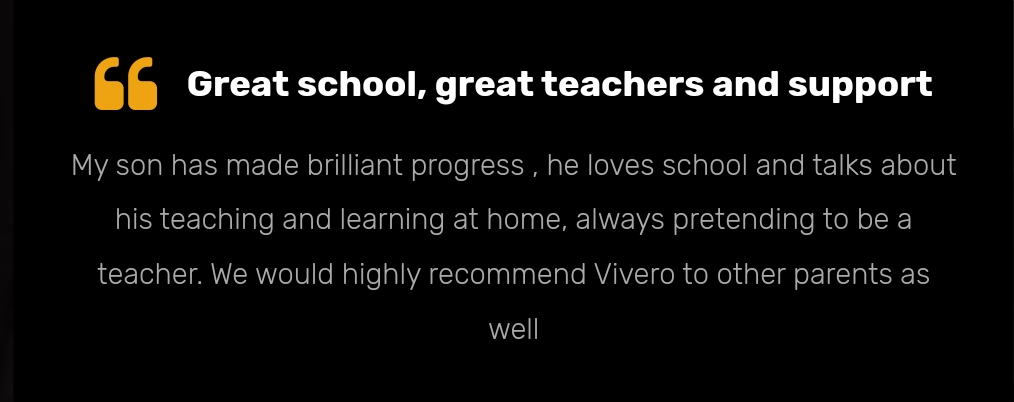 Great school, great teachers and support
My son has made brilliant progress , he loves school and talks about
his teaching and learning at home, always pretending to be a
teacher. We would highly recommend Vivero to other parents as
well